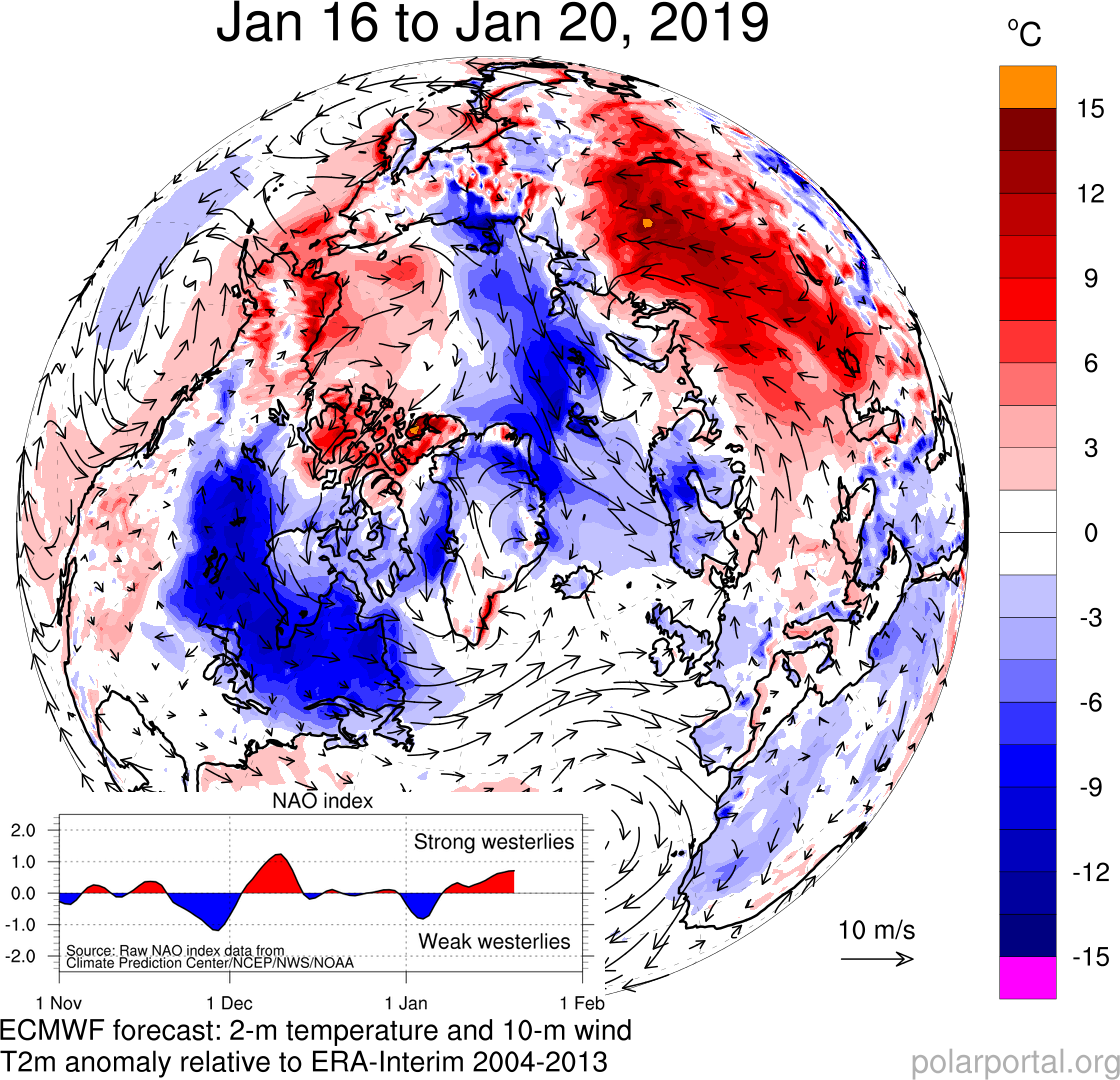 Jan 16 to Jan 20, 2019
°C
15
12
9
6
3
0
-3
-6
-9
-12
-15
NAO index
2.0
1.0
0.0
-1.0
-2.0
Strong westerlies
Weak westerlies
Source: Raw NAO index data from
Climate Prediction Center/NCEP/NWS/NOAA
1 Nov
1 Dec
1 Jan
1 Feb
10 m/s
ECMWF forecast: 2-m temperature and 10-m wind
T2m anomaly relative to ERA-Interim 2004-2013
polarportal.org